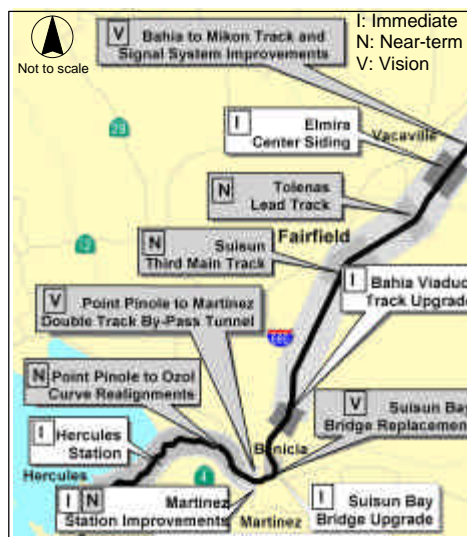 I: Immediate
N: Near-term
V: Vision
Not to scale
V Bahia to Mikon Track and
Signal System Improvements
I Elmira
Center Siding
Vacaville
29
N Tolenas
Lead Track
Fairfield
N Suisun
Third Main Track
I Bahia Viaduc
Track Upgrade
V Point Pinole to Martinez
Double Track By-Pass Tunnel
680
N Point Pinole to Ozol
Curve Realignments
V Suisun Bay
Bridge Replacement
I Hercules
Station
Benicia
Hercules
4
I N Martinez
Station Improvements
Martinez
I Suisun Bay
Bridge Upgrade